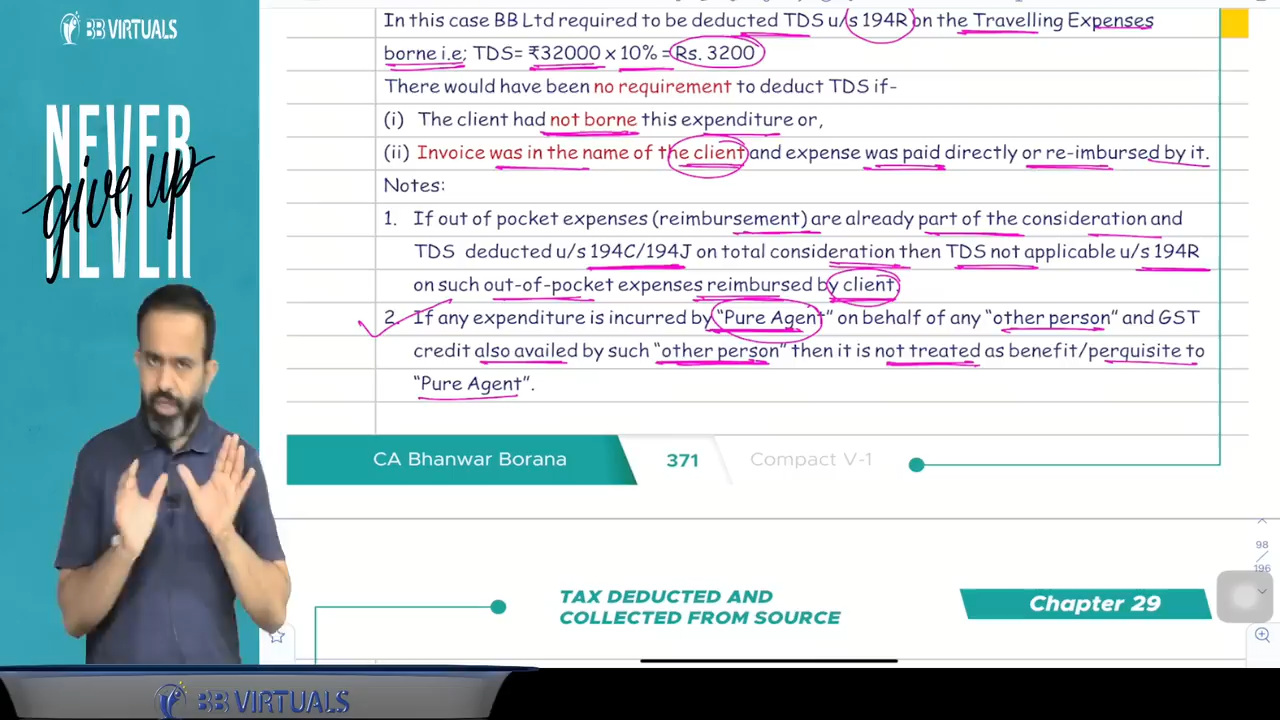 BB VIRTUALS
NEVER
give up
NEVER
In this case BB Ltd required to be deducted TDS u/s 194R on the Travelling Expenses
borne i.e; TDS= ₹32000 x 10% = Rs. 3200
There would have been no requirement to deduct TDS if-
(i) The client had not borne this expenditure or,
(ii) Invoice was in the name of the client and expense was paid directly or re-imbursed by it.
Notes:
1. If out of pocket expenses (reimbursement) are already part of the consideration and
TDS deducted u/s 194C/194J on total consideration then TDS not applicable u/s 194R
on such out-of-pocket expenses reimbursed by client.
2. If any expenditure is incurred by "Pure Agent" on behalf of any "other person" and GST
credit also availed by such "other person" then it is not treated as benefit/perquisite to
"Pure Agent".
CA Bhanwar Borana
371
Compact V-1
98
196
TAX DEDUCTED AND
COLLECTED FROM SOURCE
Chapter 29
BB VIRTUALS